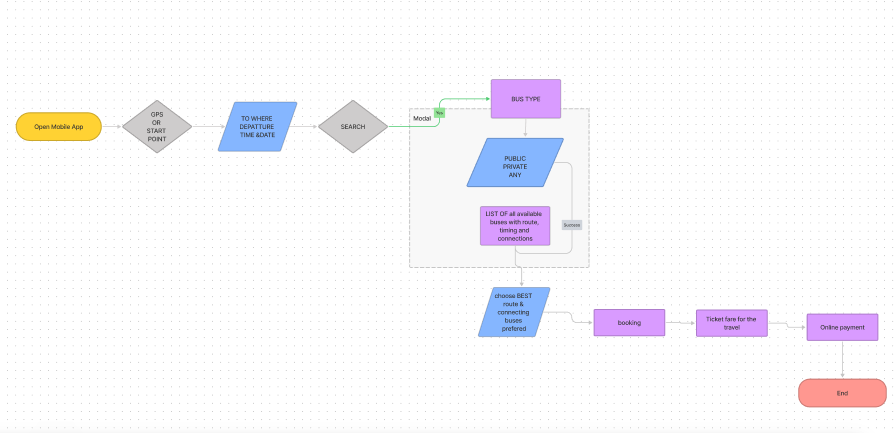 Open Mobile App
GPS
OR
START
POINT
TO WHERE
DEPATTURE
TIME &DATE
SEARCH
Modal
Yes
BUS TYPE
PUBLIC
PRIVATE
ANY
LIST OF all available
buses with route,
timing and
connections
Success
choose BEST
route &
connecting
buses
prefered
booking
Ticket fare for the
travel
Online payment
End